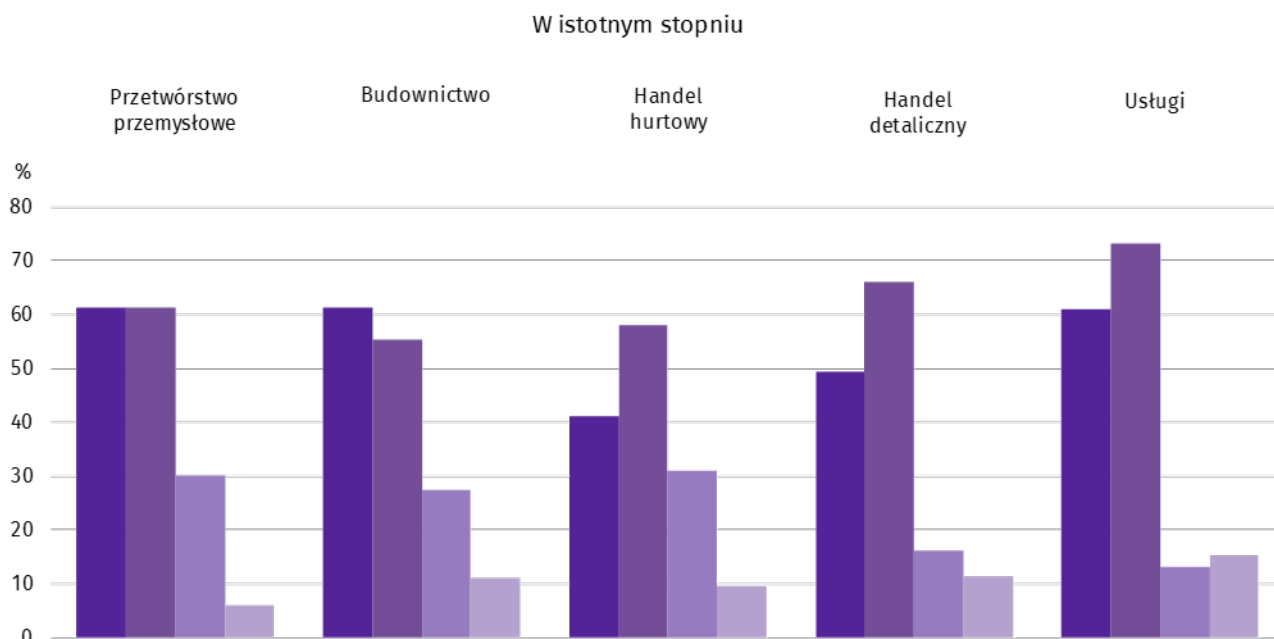 W istotnym stopniu
Przetwórstwo
przemysłowe
Budownictwo
Handel
hurtowy
Handel
detaliczny
Usługi
%
80
70
60
50
40
30
20
10
0